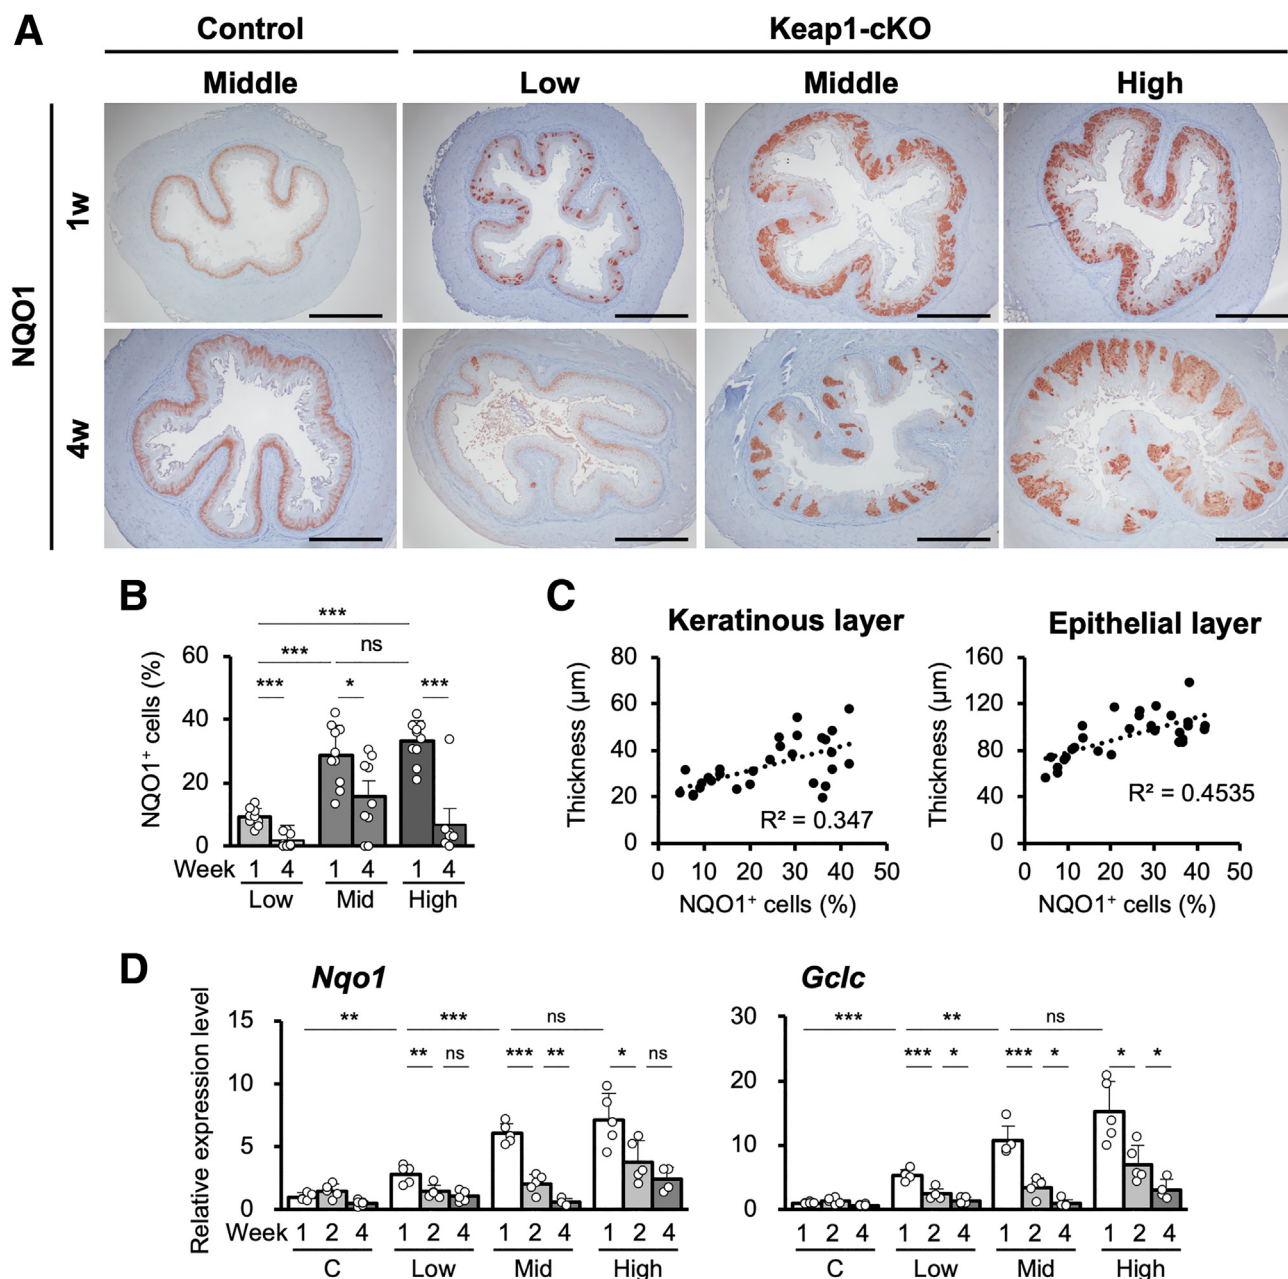 A
Control
Keap1-cKO
Middle
Low
Middle
High
NQO1
1w
4w
B
NQO1⁺ cells (%)
60
40
20
0
***
***
ns
***
*
***
Week
1 4 1 4 1 4
Low Mid High
C
Keratinous layer
Thickness (μm)
80
60
40
20
0
R² = 0.347
0 10 20 30 40 50
NQO1⁺ cells (%)
Epithelial layer
Thickness (μm)
160
120
80
40
0
R² = 0.4535
0 10 20 30 40 50
NQO1⁺ cells (%)
D
Nqo1
Relative expression level
15
10
5
0
** *** ns
** ns *** ** * ns
Week
1 2 4 1 2 4 1 2 4 1 2 4
C Low Mid High
Gclc
30
20
10
0
*** ** ns
*** * *** * * *
1 2 4 1 2 4 1 2 4 1 2 4
C Low Mid High